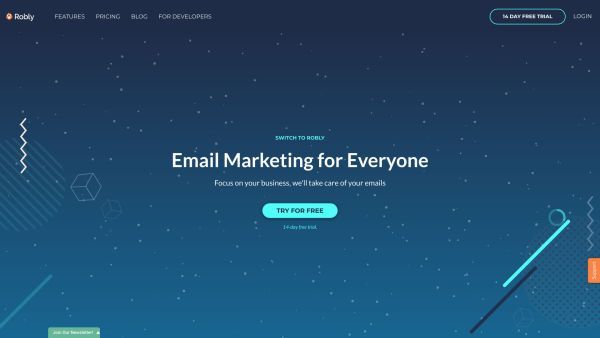 Robly
FEATURES
PRICING
BLOG
FOR DEVELOPERS
14 DAY FREE TRIAL
LOGIN
SWITCH TO ROBLY
Email Marketing for Everyone
Focus on your business, we'll take care of your emails
TRY FOR FREE
14 day free trial
Support
Join Our Newsletter!